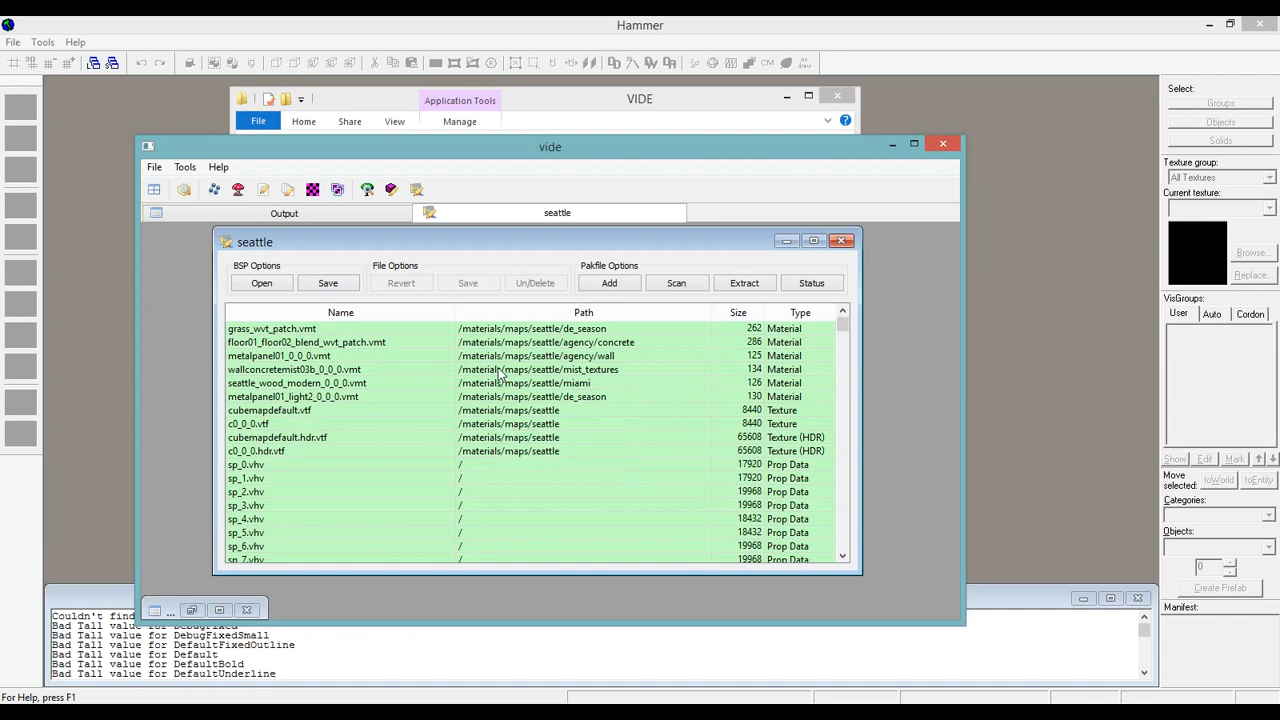 Hammer
File Tools Help
Select:
Groups
Objects
Solids
Texture group:
All Textures
Current texture:
Browse...
Replace...
VisGroups:
User Auto Cordon
Show Edit Mark
Move selected:
toWorld toEntity
Categories:
Objects:
0
Create Prefab
Manifest:
Application Tools
VIDE
File Home Share View Manage
vide
File Tools Help
Output seattle
seattle
BSP Options File Options Pakfile Options
Open Save Revert Save Un/Delete Add Scan Extract Status
Name Path Size Type
grass_wvt_patch.vmt /materials/maps/seattle/de_season 262 Material
floor01_floor02_blend_wvt_patch.vmt /materials/maps/seattle/agency/concrete 286 Material
metalpanel01_0_0_0.vmt /materials/maps/seattle/agency/wall 125 Material
wallconcretemist03b_0_0_0.vmt /materials/maps/seattle/mist_textures 134 Material
seattle_wood_modern_0_0_0.vmt /materials/maps/seattle/miami 126 Material
metalpanel01_light2_0_0_0.vmt /materials/maps/seattle/de_season 130 Material
cubemapdefault.vtf /materials/maps/seattle 8440 Texture
c0_0_0.vtf /materials/maps/seattle 8440 Texture
cubemapdefault.hdr.vtf /materials/maps/seattle 65608 Texture (HDR)
c0_0_0.hdr.vtf /materials/maps/seattle 65608 Texture (HDR)
sp_0.vhv / 17920 Prop Data
sp_1.vhv / 17920 Prop Data
sp_2.vhv / 19968 Prop Data
sp_3.vhv / 19968 Prop Data
sp_4.vhv / 18432 Prop Data
sp_5.vhv / 18432 Prop Data
sp_6.vhv / 19968 Prop Data
sp_7.vhv / 19968 Prop Data
...
Couldn't find
Bad Tall value for DebugFixed
Bad Tall value for DebugFixedSmall
Bad Tall value for DefaultFixedOutline
Bad Tall value for Default
Bad Tall value for DefaultBold
Bad Tall value for DefaultUnderline
For Help, press F1